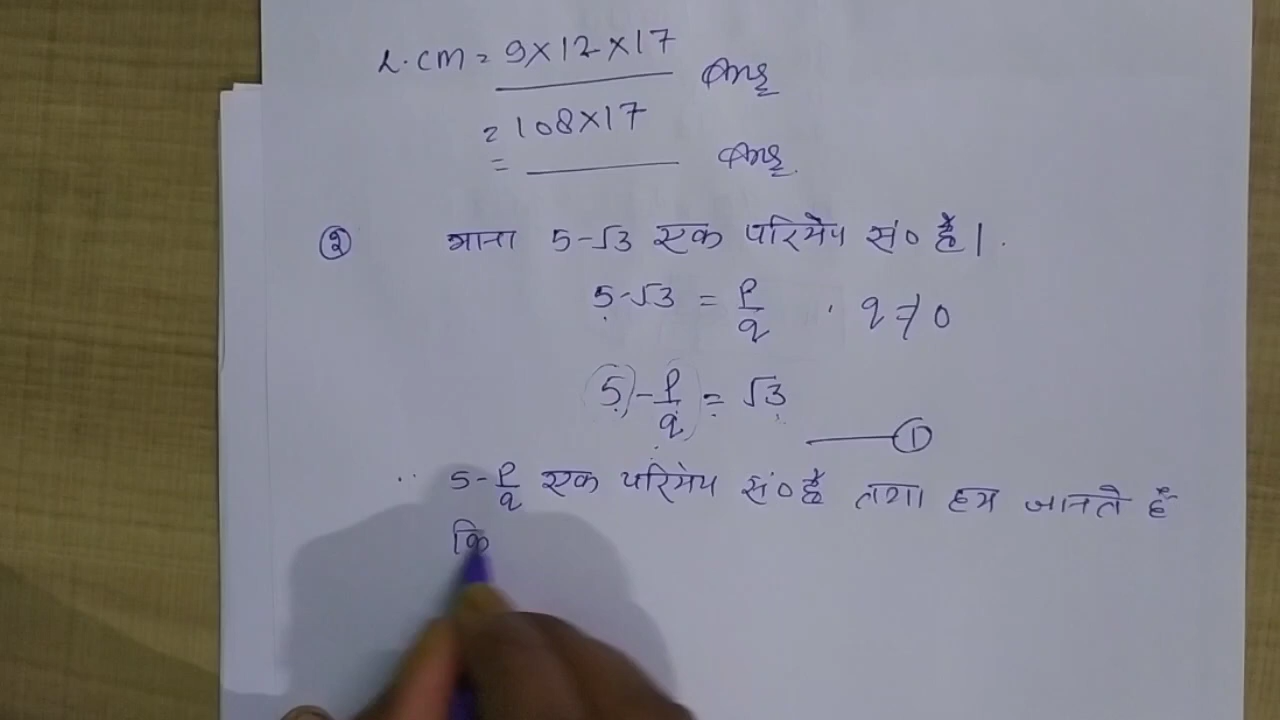 L.CM = 9×12×17 Ans
= 108×17
= ______ Ans.
② माना 5-√3 एक परिमेय सं० है।
5-√3 = P/q , q ≠ 0
5 - P/q = √3 ——①
∵ 5 - P/q एक परिमेय सं० है तथा हम जानते हैं
कि